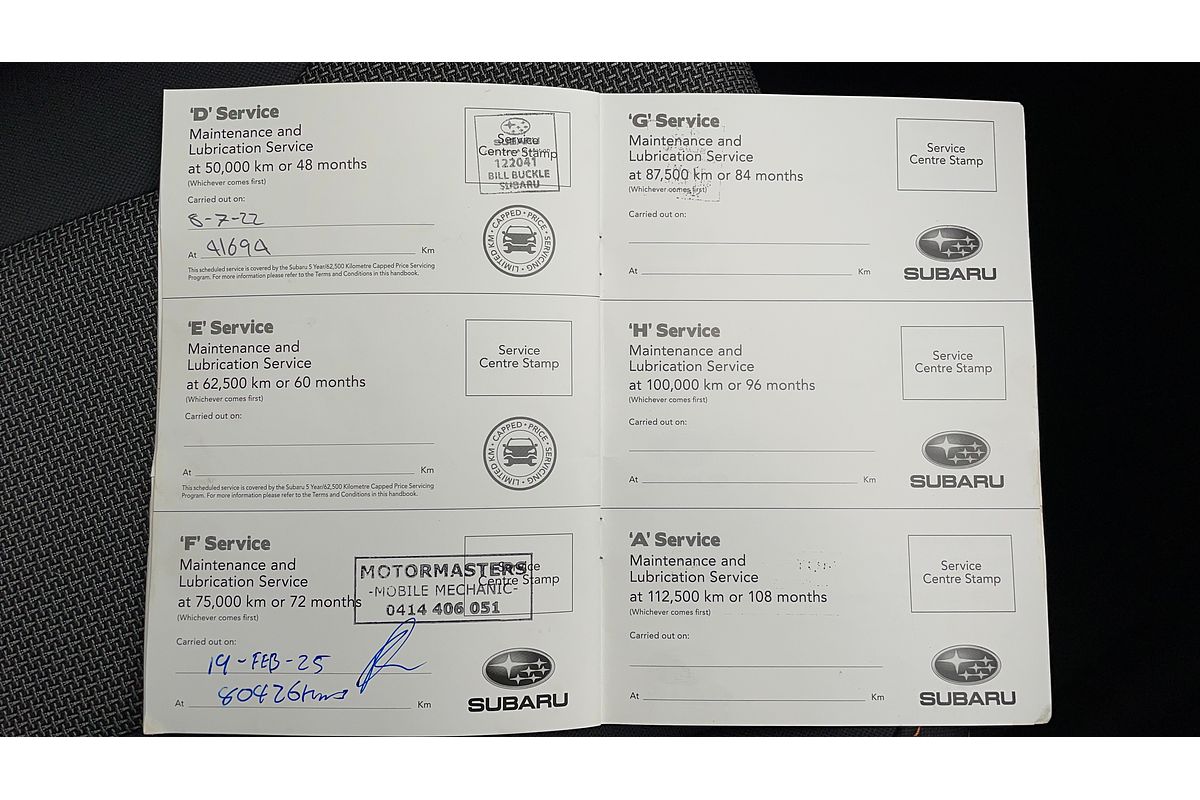 'D' Service
Maintenance and
Lubrication Service
at 50,000 km or 48 months
(Whichever comes first)
Carried out on:
8-7-22
At 41694 Km
This scheduled service is covered by the Subaru 5 Year/62,500 Kilometre Capped Price Servicing
Program. For more information please refer to the Terms and Conditions in this handbook.
Service
Centre Stamp
SUBARU
122041
BILL BUCKLE
SUBARU
CAPPED · PRICE · SERVICING · LIMITED KM ·
'E' Service
Maintenance and
Lubrication Service
at 62,500 km or 60 months
(Whichever comes first)
Carried out on:
At Km
This scheduled service is covered by the Subaru 5 Year/62,500 Kilometre Capped Price Servicing
Program. For more information please refer to the Terms and Conditions in this handbook.
Service
Centre Stamp
CAPPED · PRICE · SERVICING · LIMITED KM ·
'F' Service
Maintenance and
Lubrication Service
at 75,000 km or 72 months
(Whichever comes first)
Carried out on:
19-FEB-25
At 80426kms Km
Service
Centre Stamp
MOTORMASTERS
-MOBILE MECHANIC-
0414 406 051
SUBARU
'G' Service
Maintenance and
Lubrication Service
at 87,500 km or 84 months
(Whichever comes first)
Carried out on:
At Km
Service
Centre Stamp
SUBARU
'H' Service
Maintenance and
Lubrication Service
at 100,000 km or 96 months
(Whichever comes first)
Carried out on:
At Km
Service
Centre Stamp
SUBARU
'A' Service
Maintenance and
Lubrication Service
at 112,500 km or 108 months
(Whichever comes first)
Carried out on:
At Km
Service
Centre Stamp
SUBARU